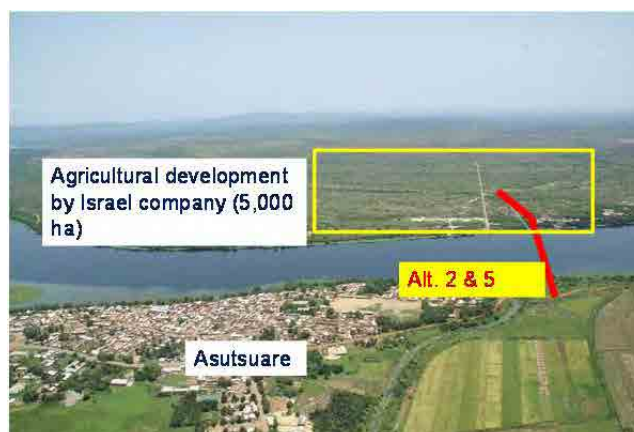 Agricultural development
by Israel company (5,000
ha)
Alt. 2 & 5
Asutsuare